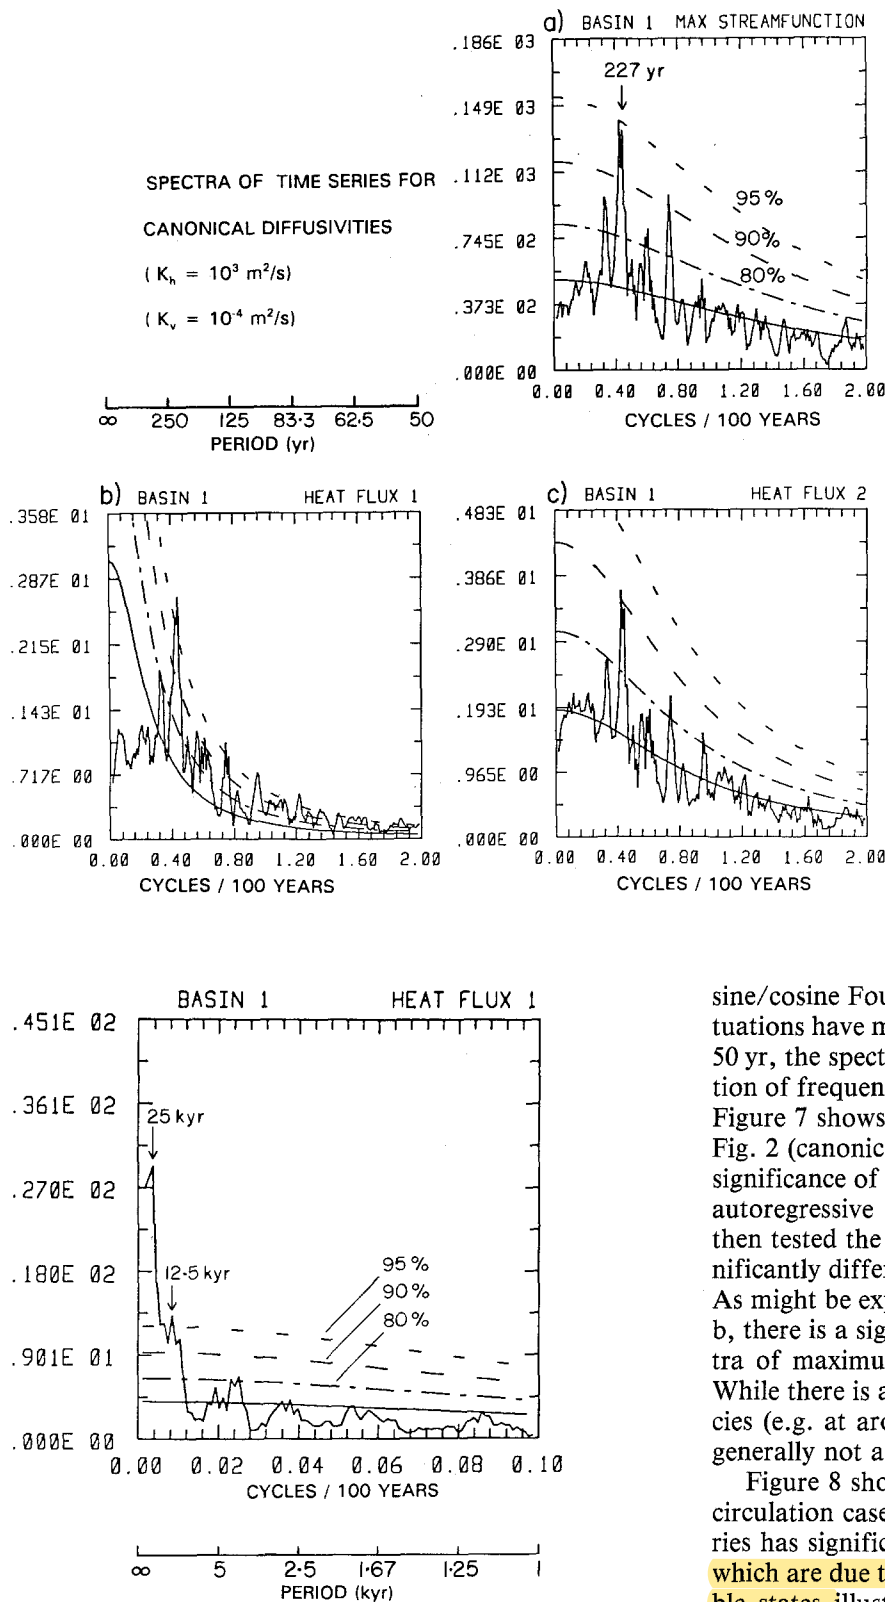 a) BASIN 1 MAX STREAMFUNCTION
.186E 03
227 yr
.149E 03
SPECTRA OF TIME SERIES FOR
.112E 03
95%
CANONICAL DIFFUSIVITIES
.745E 02
90%
( Kh = 10³ m²/s)
80%
( Kv = 10⁻⁴ m²/s)
.373E 02
.000E 00
0.00 0.40 0.80 1.20 1.60 2.00
CYCLES / 100 YEARS
∞ 250 125 83·3 62·5 50
PERIOD (yr)
b) BASIN 1 HEAT FLUX 1
.358E 01
.287E 01
.215E 01
.143E 01
.717E 00
.000E 00
0.00 0.40 0.80 1.20 1.60 2.00
CYCLES / 100 YEARS
c) BASIN 1 HEAT FLUX 2
.483E 01
.386E 01
.290E 01
.193E 01
.965E 00
.000E 00
0.00 0.40 0.80 1.20 1.60 2.00
CYCLES / 100 YEARS
BASIN 1 HEAT FLUX 1
.451E 02
.361E 02
25 kyr
.270E 02
12·5 kyr
.180E 02
95%
90%
80%
.901E 01
.000E 00
0.00 0.02 0.04 0.06 0.08 0.10
CYCLES / 100 YEARS
∞ 5 2·5 1·67 1·25 1
PERIOD (kyr)
sine/cosine Fou
tuations have m
50 yr, the spect
tion of frequen
Figure 7 shows
Fig. 2 (canonic
significance of
autoregressive
then tested the
nificantly differ
As might be exp
b, there is a sig
tra of maximu
While there is a
cies (e.g. at aro
generally not a
Figure 8 sho
circulation case
ries has signific
which are due t
ble states illust